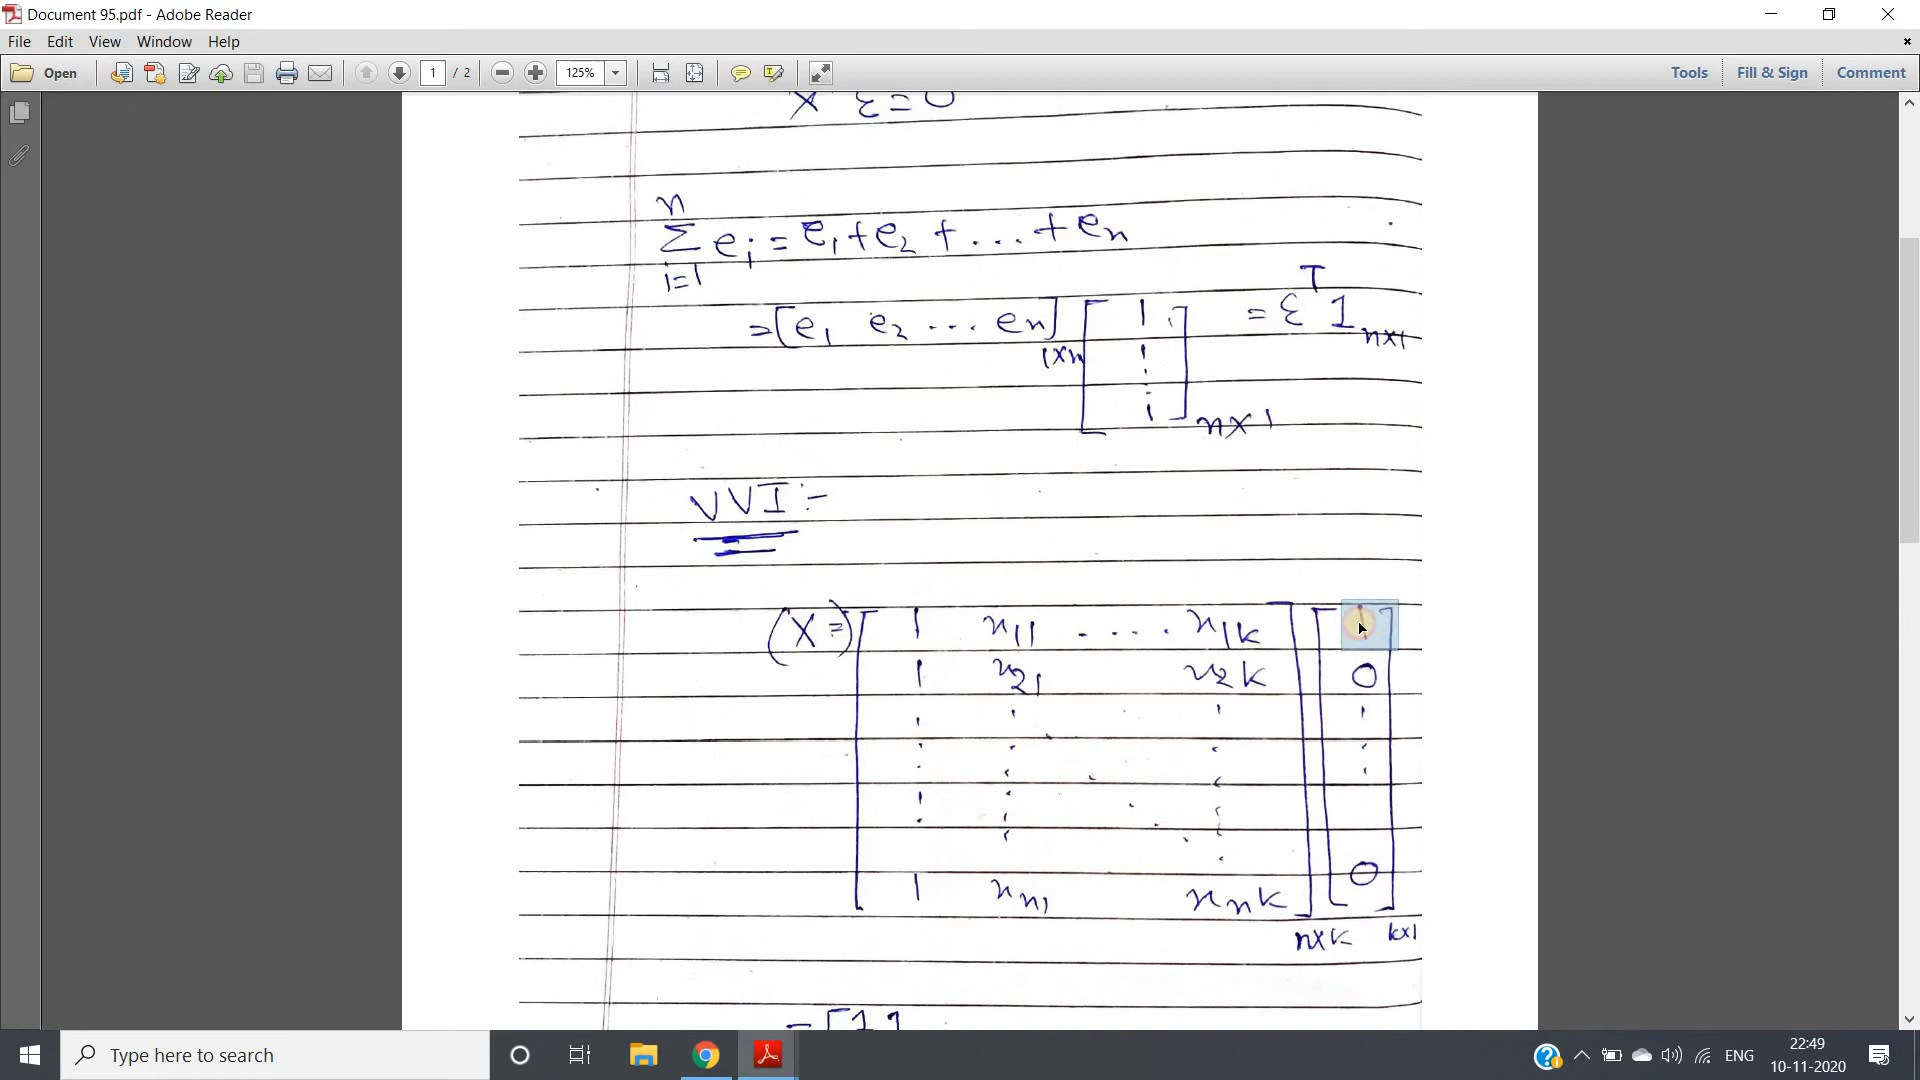 Document 95.pdf - Adobe Reader
File Edit View Window Help
Open 1 / 2 125% Tools Fill & Sign Comment
X ε = 0
n
Σ ei = e1 + e2 + ... + en
i=1
= [e1 e2 ... en] 1xn [1 1 ⋮ 1] nx1 = ε^T 1 nx1
VVI :-
(X =) [ 1 x11 .... x1k ] [ 1 ]
1 x21 x2k 0
⋮ ⋮ ⋮ ⋮
1 xn1 xnk 0
nxk kx1
= [1]
Type here to search
ENG
22:49
10-11-2020